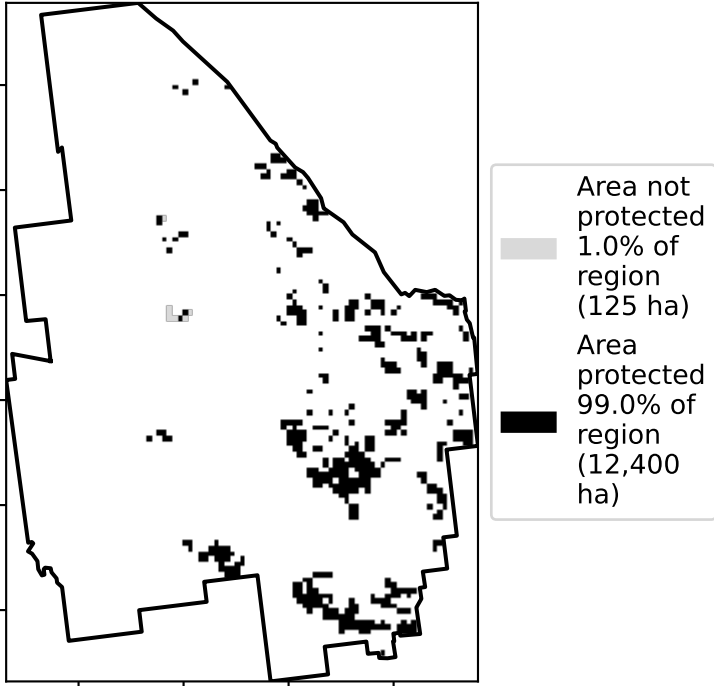 Area not
protected
1.0% of
region
(125 ha)
Area
protected
99.0% of
region
(12,400
ha)